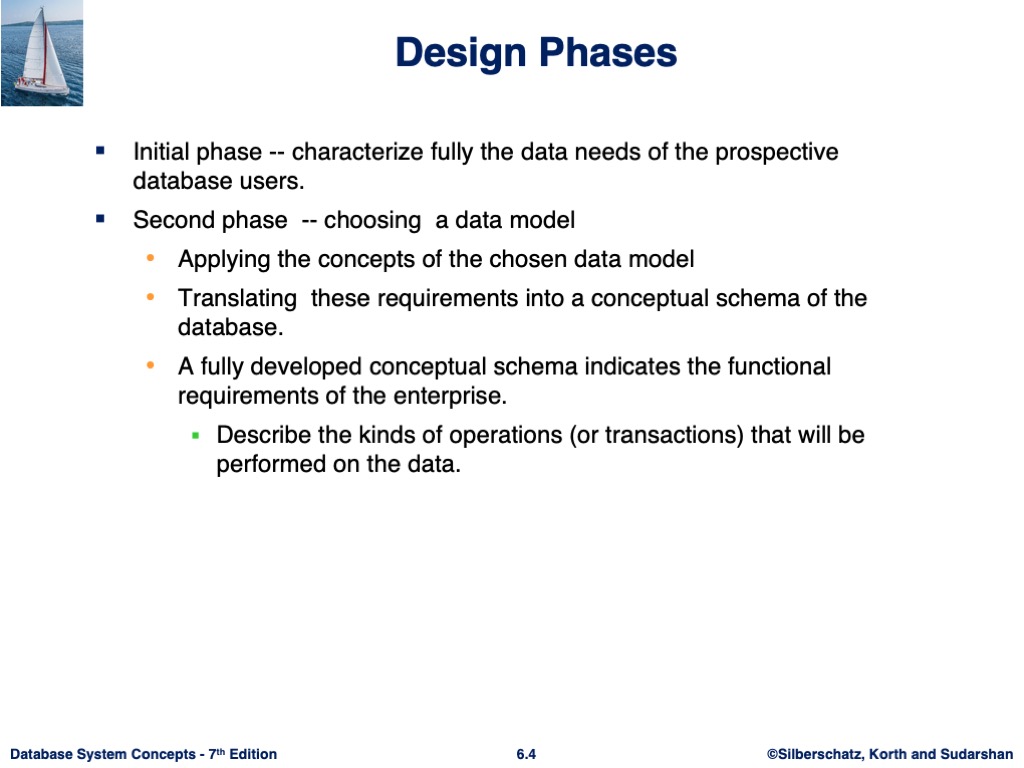 Design Phases
Initial phase -- characterize fully the data needs of the prospective
database users.
Second phase  -- choosing  a data model
Applying the concepts of the chosen data model
Translating  these requirements into a conceptual schema of the
database.
A fully developed conceptual schema indicates the functional
requirements of the enterprise.
Describe the kinds of operations (or transactions) that will be
performed on the data.
Database System Concepts - 7th Edition
6.4
©Silberschatz, Korth and Sudarshan